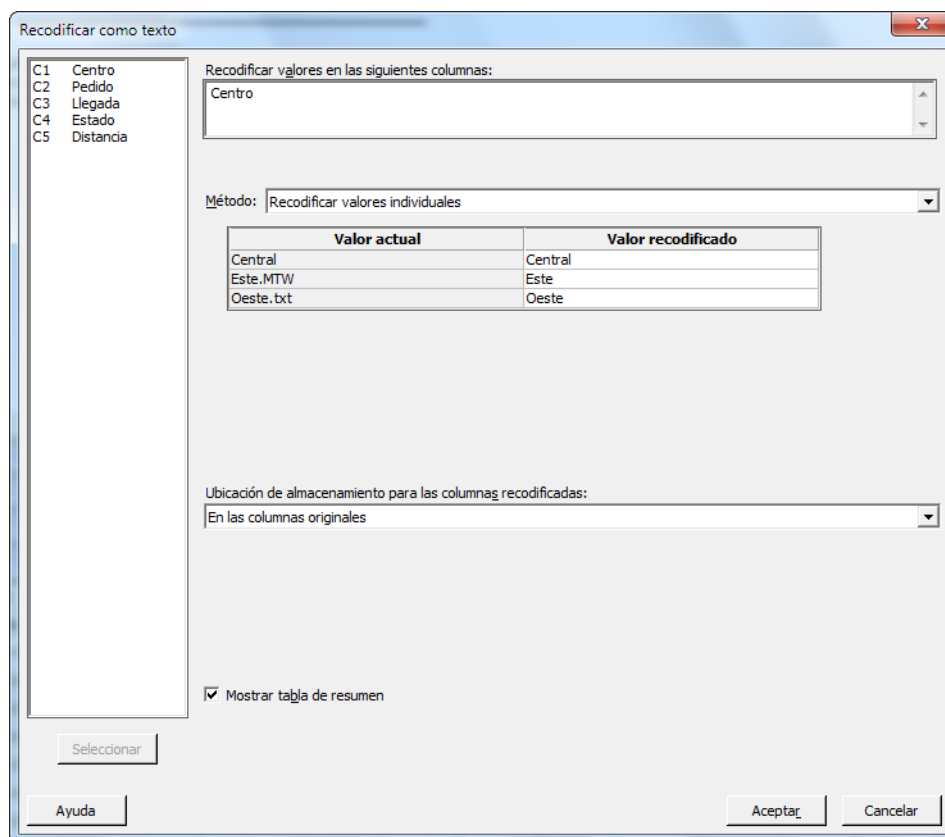 Recodificar como texto
C1 Centro
C2 Pedido
C3 Llegada
C4 Estado
C5 Distancia
Recodificar valores en las siguientes columnas:
Centro
Método: Recodificar valores individuales
Valor actual Valor recodificado
Central Central
Este.MTW Este
Oeste.txt Oeste
Ubicación de almacenamiento para las columnas recodificadas:
En las columnas originales
Mostrar tabla de resumen
Seleccionar
Ayuda Aceptar Cancelar